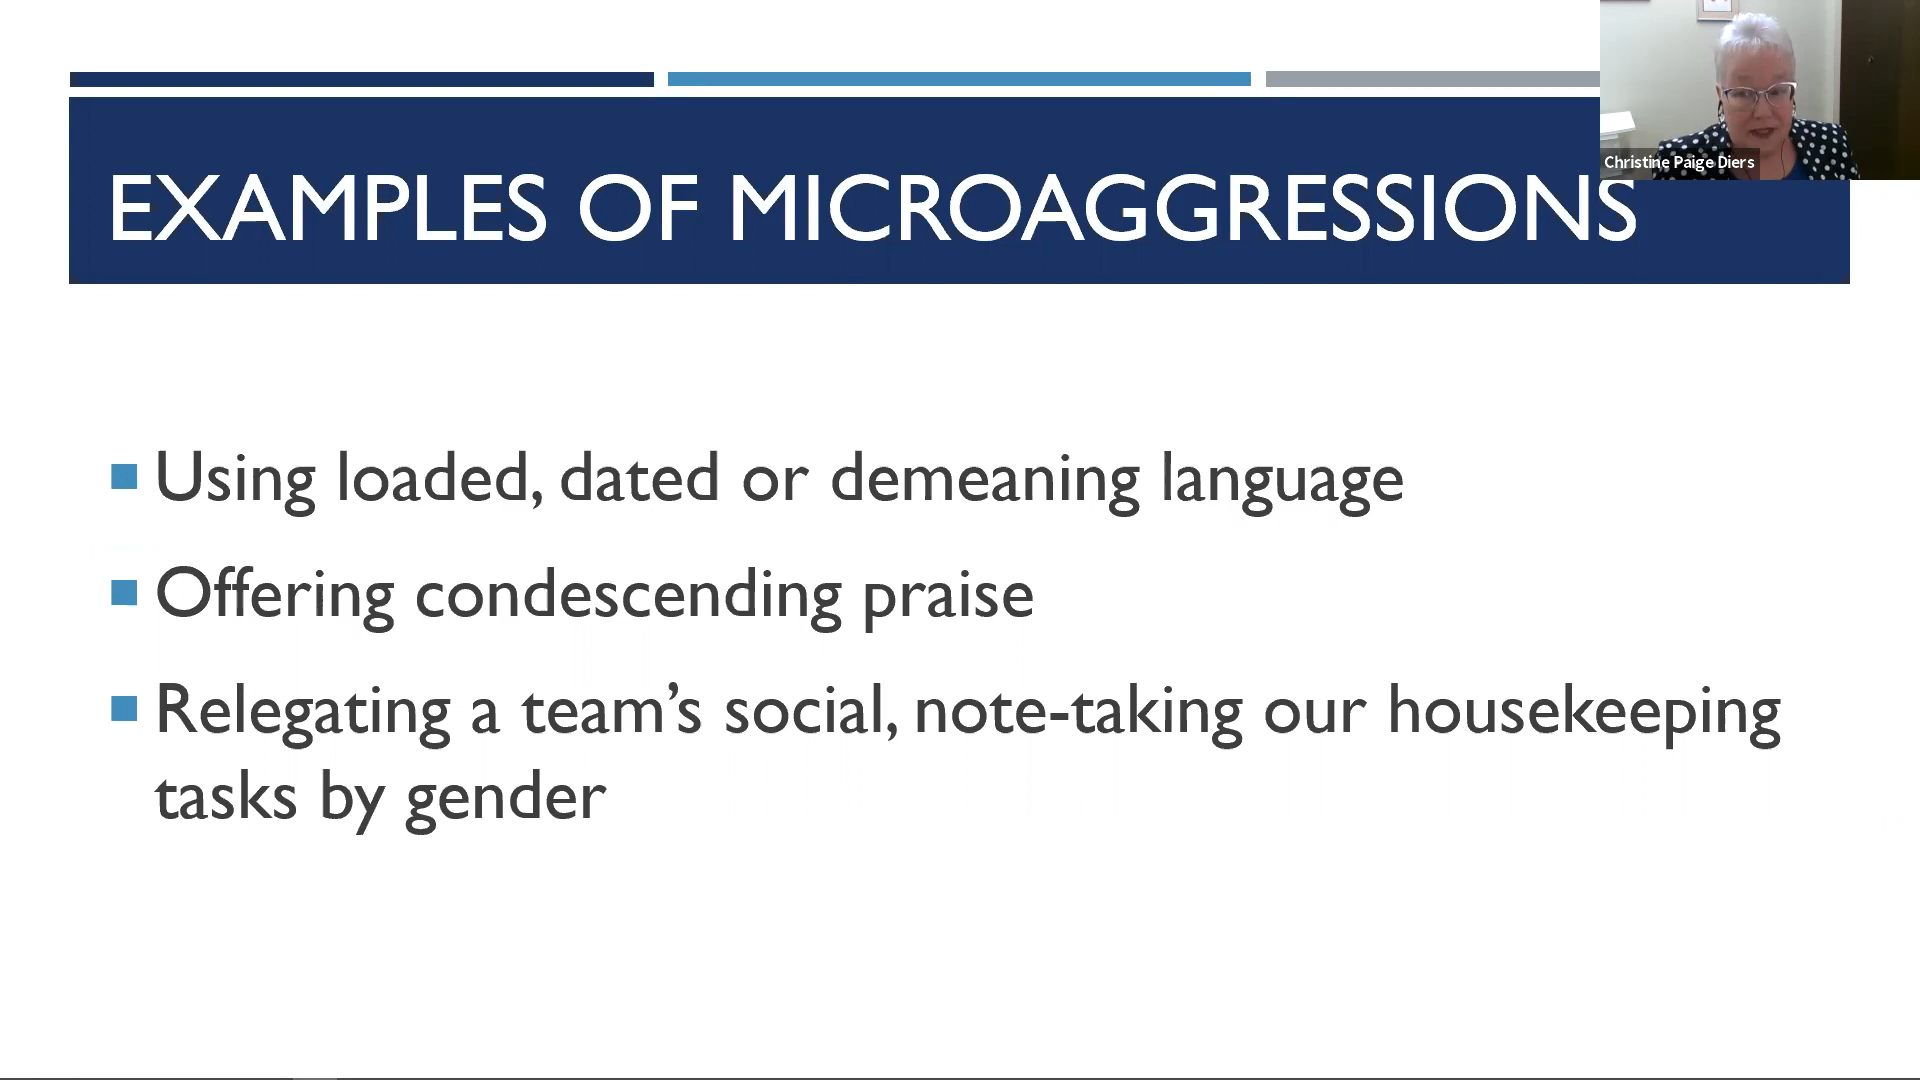 Christine Paige Diers
EXAMPLES OF MICROAGGRESSIONS
Using loaded, dated or demeaning language
Offering condescending praise
Relegating a team’s social, note-taking our housekeeping
tasks by gender